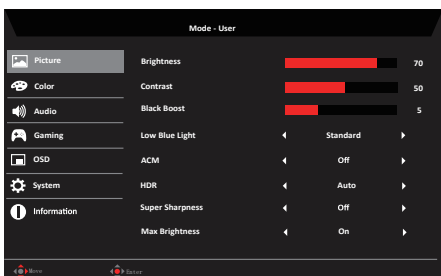 Mode - User
Picture
Color
Audio
Gaming
OSD
System
Information
Brightness 70
Contrast 50
Black Boost 5
Low Blue Light Standard
ACM Off
HDR Auto
Super Sharpness Off
Max Brightness On
Move Enter